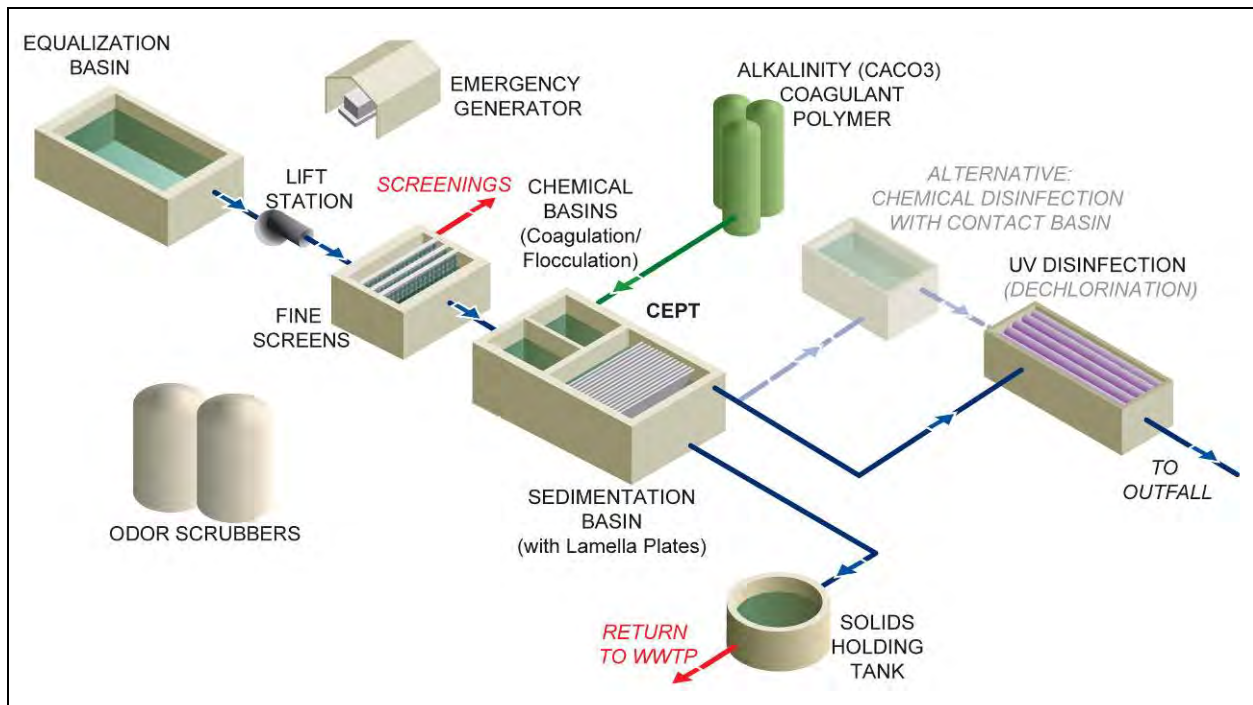 EQUALIZATION
BASIN
EMERGENCY
GENERATOR
ALKALINITY (CACO3)
COAGULANT
POLYMER
LIFT
STATION
SCREENINGS
CHEMICAL
BASINS
(Coagulation/
Flocculation)
ALTERNATIVE:
CHEMICAL DISINFECTION
WITH CONTACT BASIN
UV DISINFECTION
(DECHLORINATION)
FINE
SCREENS
CEPT
ODOR SCRUBBERS
SEDIMENTATION
BASIN
(with Lamella Plates)
TO
OUTFALL
RETURN
TO WWTP
SOLIDS
HOLDING
TANK